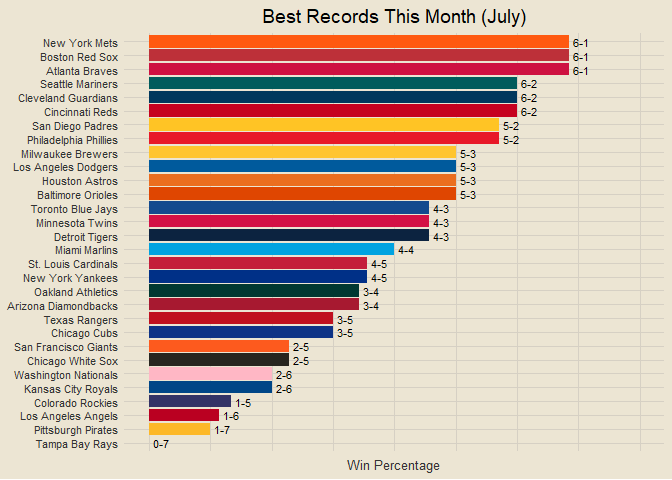 Best Records This Month (July)
New York Mets 6-1
Boston Red Sox 6-1
Atlanta Braves 6-1
Seattle Mariners 6-2
Cleveland Guardians 6-2
Cincinnati Reds 6-2
San Diego Padres 5-2
Philadelphia Phillies 5-2
Milwaukee Brewers 5-3
Los Angeles Dodgers 5-3
Houston Astros 5-3
Baltimore Orioles 5-3
Toronto Blue Jays 4-3
Minnesota Twins 4-3
Detroit Tigers 4-3
Miami Marlins 4-4
St. Louis Cardinals 4-5
New York Yankees 4-5
Oakland Athletics 3-4
Arizona Diamondbacks 3-4
Texas Rangers 3-5
Chicago Cubs 3-5
San Francisco Giants 2-5
Chicago White Sox 2-5
Washington Nationals 2-6
Kansas City Royals 2-6
Colorado Rockies 1-5
Los Angeles Angels 1-6
Pittsburgh Pirates 1-7
Tampa Bay Rays 0-7
Win Percentage